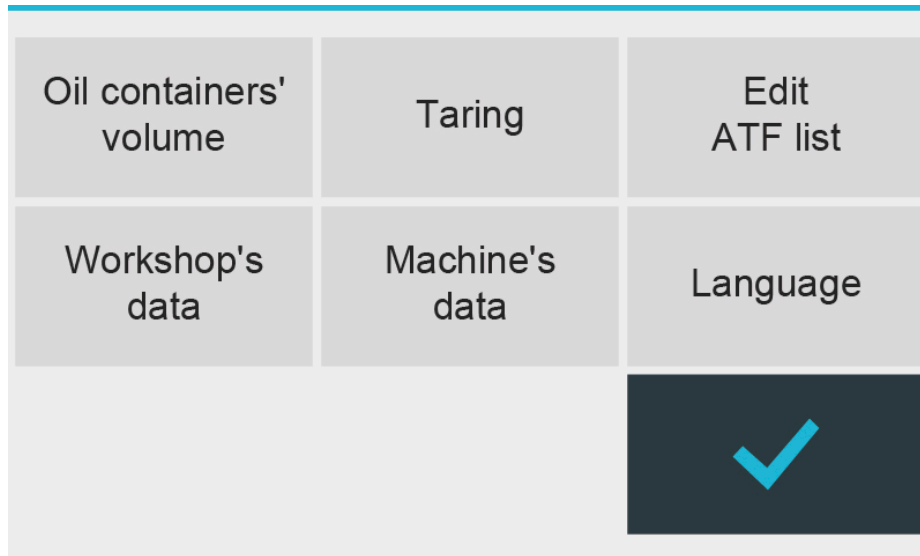 Oil containers'
volume
Taring
Edit
ATF list
Workshop's
data
Machine's
data
Language